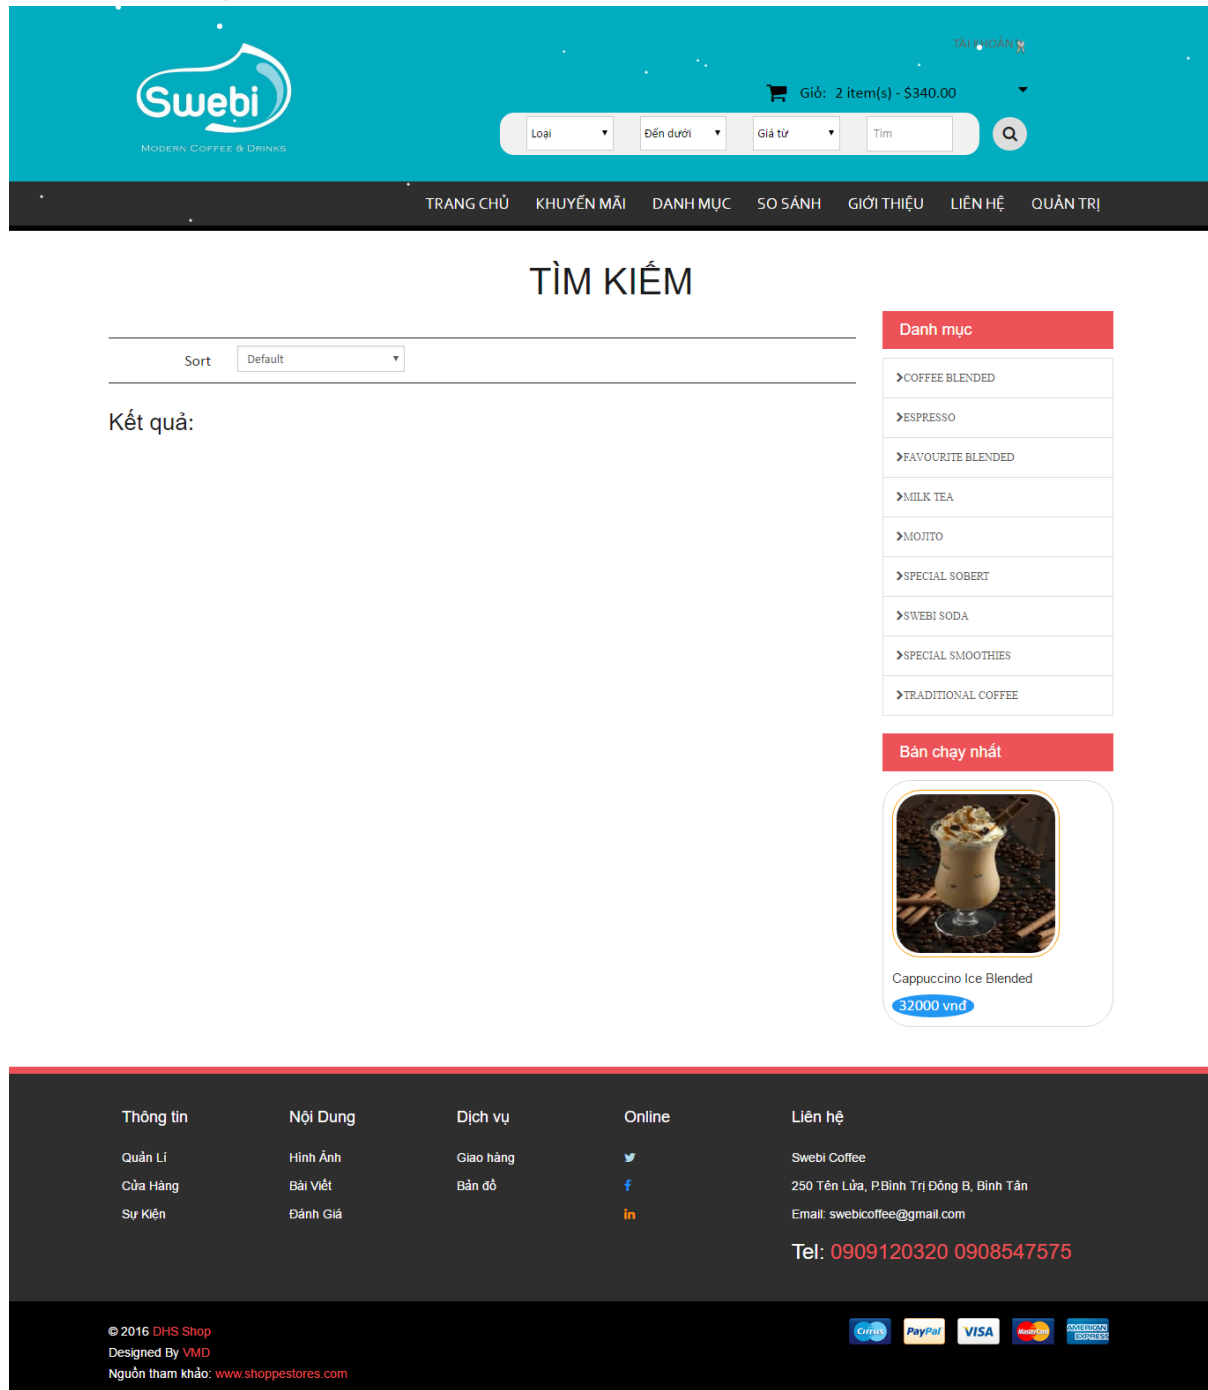 TÀI KHOẢN
Swebi
MODERN COFFEE & DRINKS
Giỏ: 2 item(s) - $340.00
Loại
Đến dưới
Giá từ
Tìm
TRANG CHỦ KHUYẾN MÃI DANH MỤC SO SÁNH GIỚI THIỆU LIÊN HỆ QUẢN TRỊ
TÌM KIẾM
Sort Default
Kết quả:
Danh mục
COFFEE BLENDED
ESPRESSO
FAVOURITE BLENDED
MILK TEA
MOJITO
SPECIAL SOBERT
SWEBI SODA
SPECIAL SMOOTHIES
TRADITIONAL COFFEE
Bán chạy nhất
Cappuccino Ice Blended
32000 vnđ
Thông tin
Quản Lí
Cửa Hàng
Sự Kiện
Nội Dung
Hình Ảnh
Bài Viết
Đánh Giá
Dịch vụ
Giao hàng
Bản đồ
Online
Liên hệ
Swebi Coffee
250 Tên Lửa, P.Bình Trị Đông B, Bình Tân
Email: swebicoffee@gmail.com
Tel: 0909120320 0908547575
© 2016 DHS Shop
Designed By VMD
Nguồn tham khảo: www.shoppestores.com
Cirrus PayPal VISA MasterCard AMERICAN EXPRESS